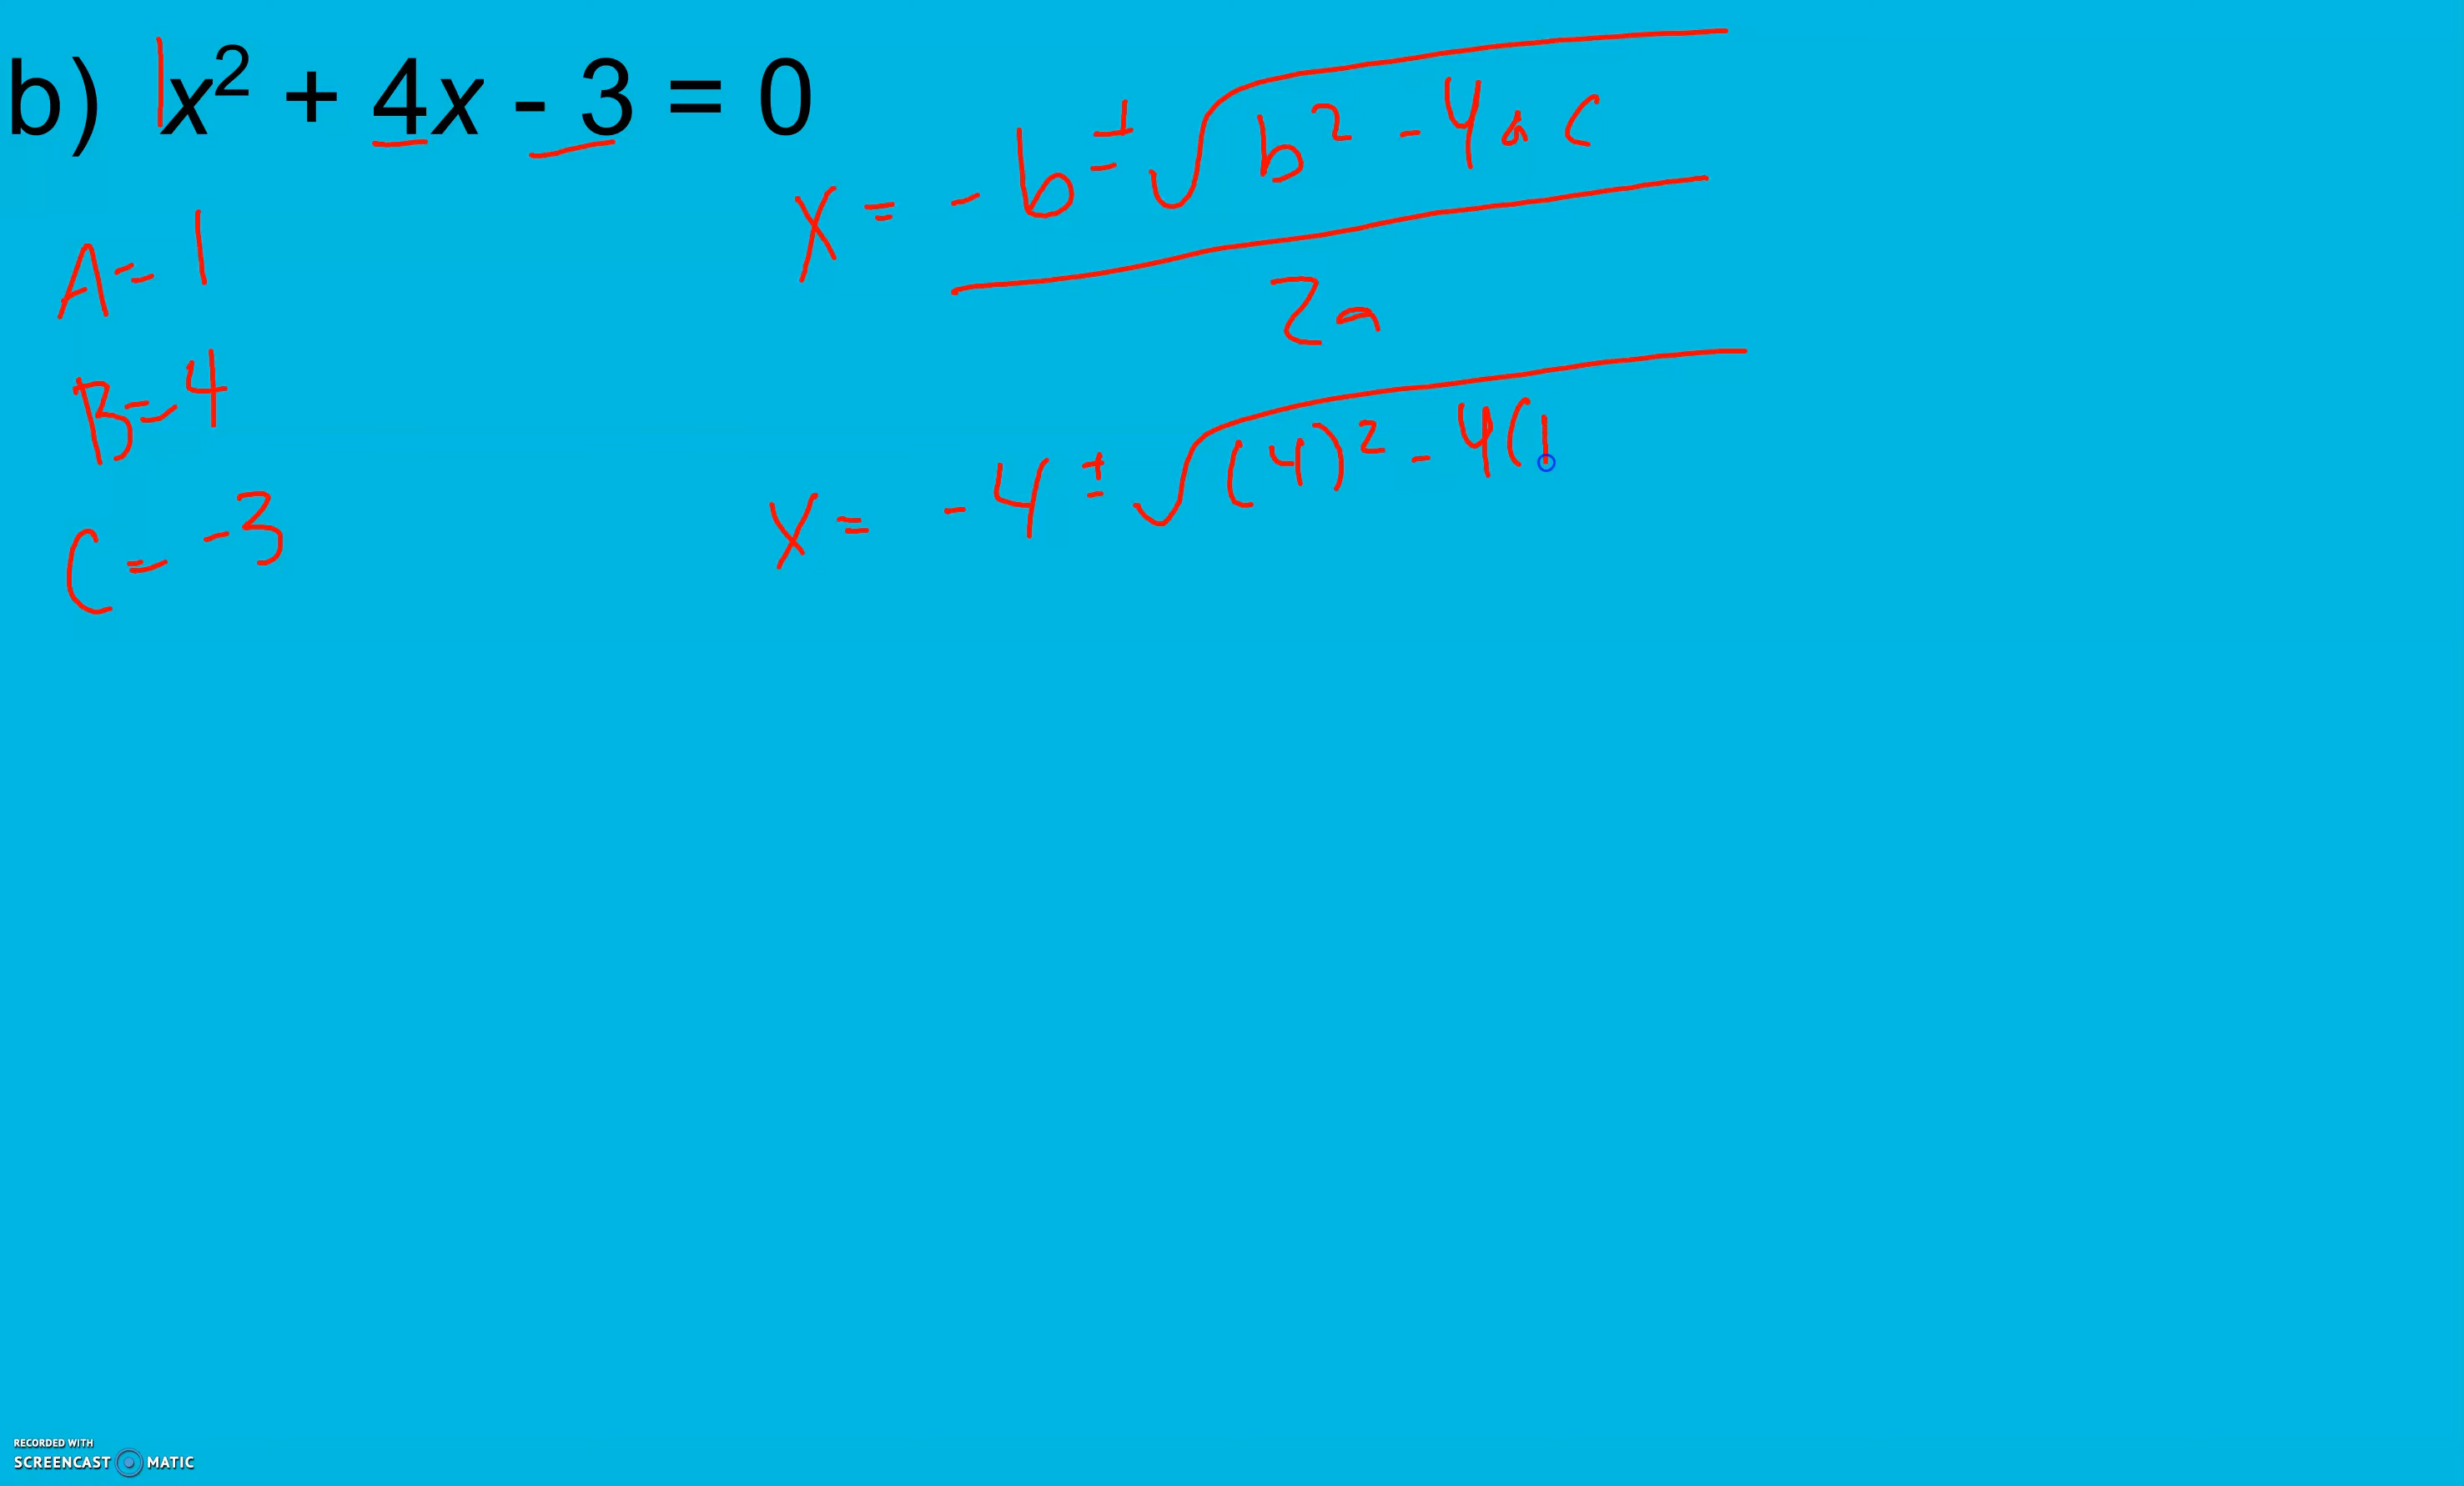 b) 1x² + 4x - 3 = 0
x = -b ± √b² - 4ac
2a
A = 1
B = 4
C = -3
x = -4 ± √(4)² - 4(1
RECORDED WITH
SCREENCAST MATIC